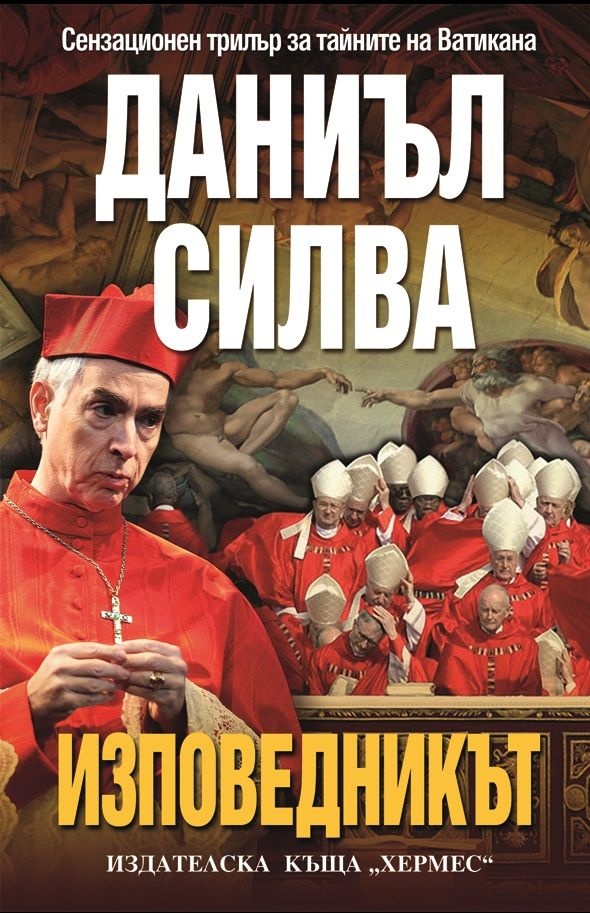 Сензационен трилър за тайните на Ватикана
ДАНИЪЛ
СИЛВА
ИЗПОВЕДНИКЪТ
ИЗДАТЕЛСКА КЪЩА „ХЕРМЕС“